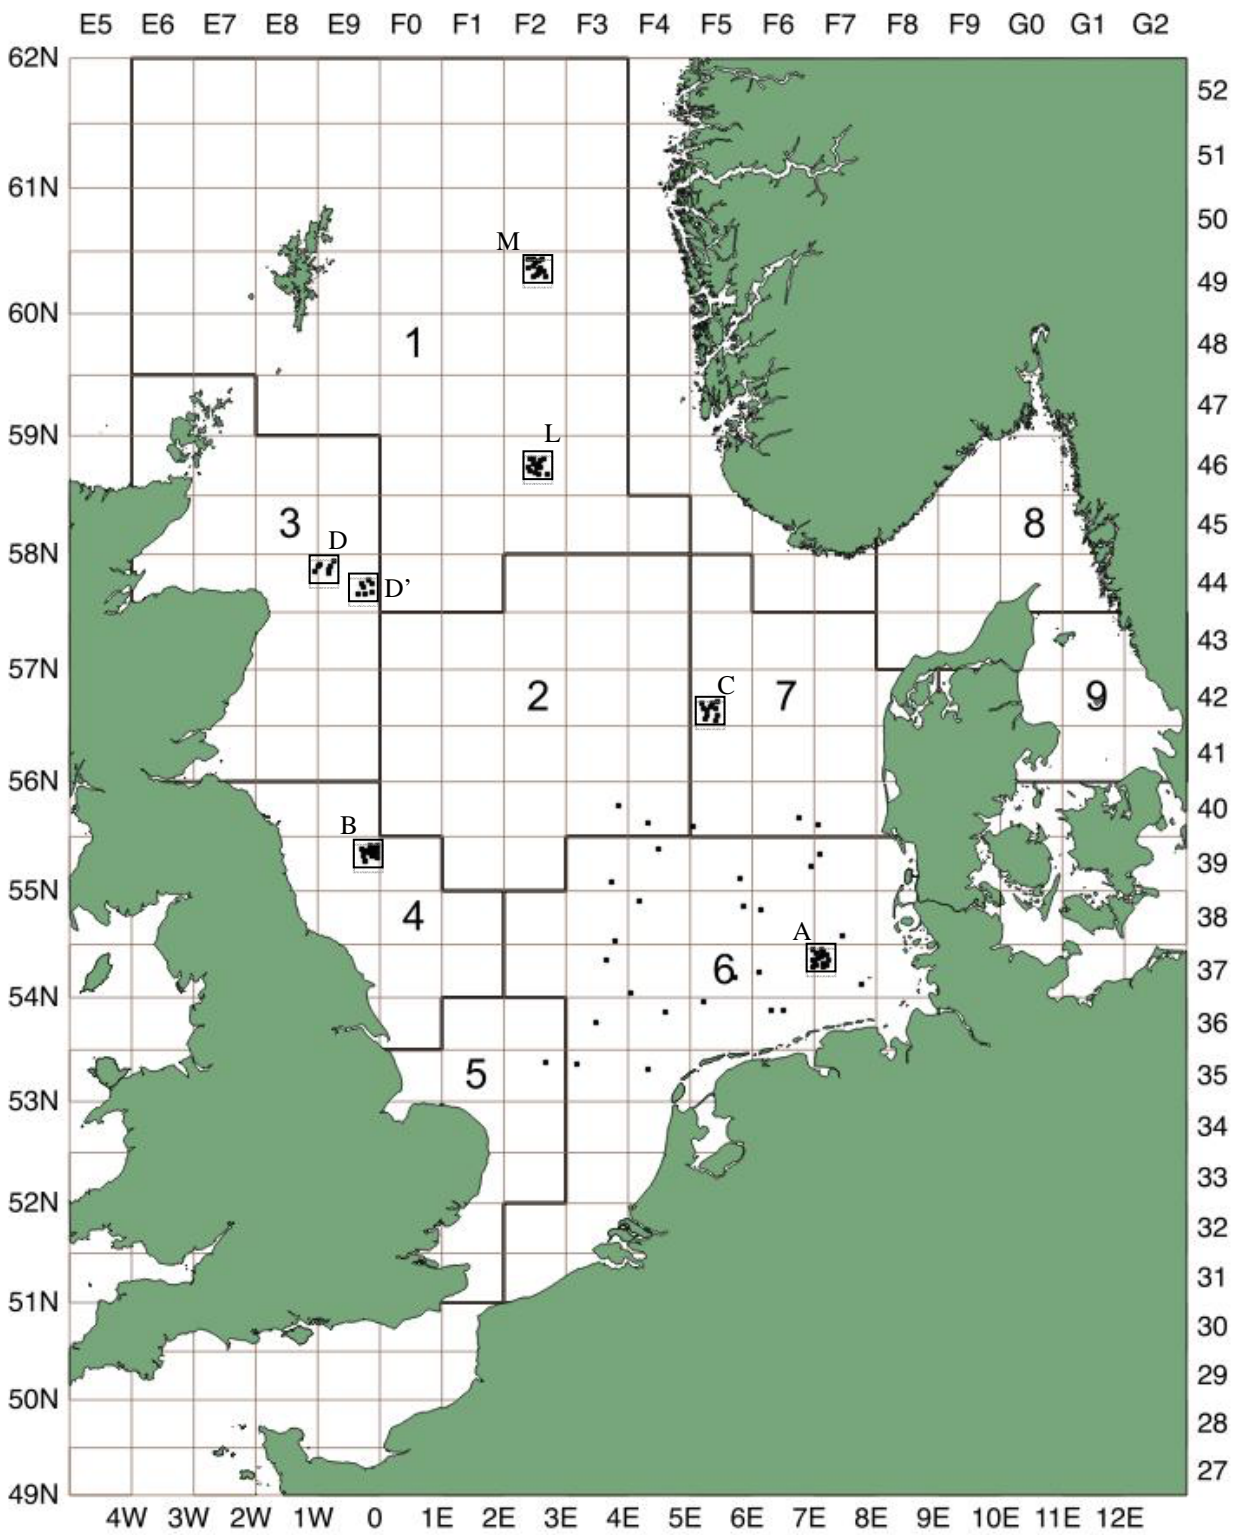 E5 E6 E7 E8 E9 F0 F1 F2 F3 F4 F5 F6 F7 F8 F9 G0 G1 G2
62N
52
51
61N
50
M
49
60N
1
48
47
59N
L
46
3
8
45
D
58N
D’
44
43
57N
C
2
7
9
42
41
56N
40
B
39
55N
4
38
A
6
37
54N
36
5
35
53N
34
33
52N
32
31
51N
30
29
50N
28
27
49N
4W 3W 2W 1W 0 1E 2E 3E 4E 5E 6E 7E 8E 9E 10E 11E 12E